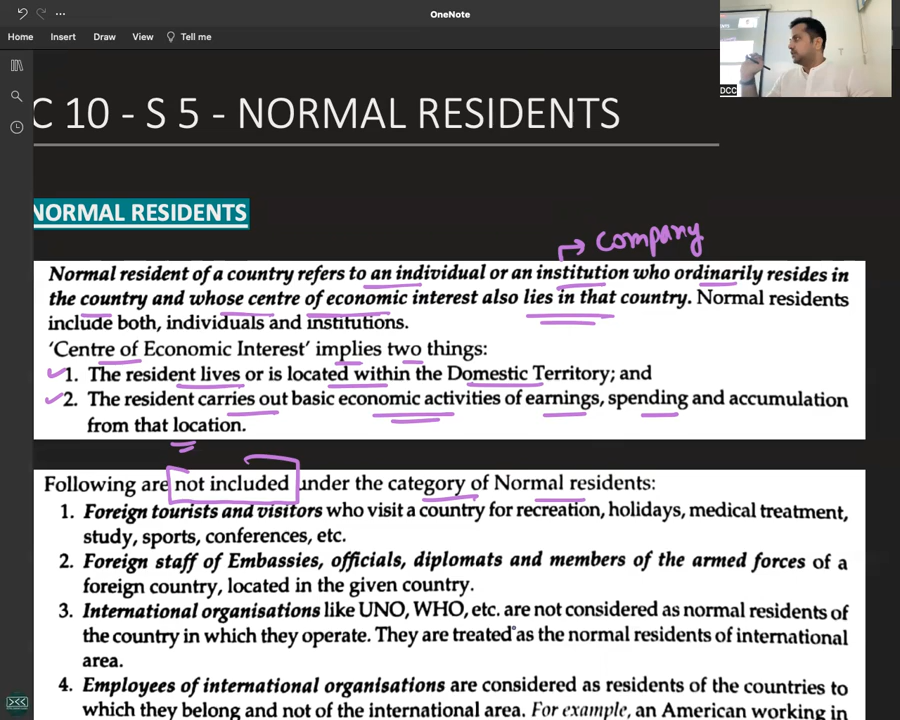 OneNote
Home Insert Draw View Tell me
DCC
C 10 - S 5 - NORMAL RESIDENTS
NORMAL RESIDENTS
company
Normal resident of a country refers to an individual or an institution who ordinarily resides in
the country and whose centre of economic interest also lies in that country. Normal residents
include both, individuals and institutions.
'Centre of Economic Interest' implies two things:
1. The resident lives or is located within the Domestic Territory; and
2. The resident carries out basic economic activities of earnings, spending and accumulation
from that location.
Following are not included under the category of Normal residents:
1. Foreign tourists and visitors who visit a country for recreation, holidays, medical treatment,
study, sports, conferences, etc.
2. Foreign staff of Embassies, officials, diplomats and members of the armed forces of a
foreign country, located in the given country.
3. International organisations like UNO, WHO, etc. are not considered as normal residents of
the country in which they operate. They are treated as the normal residents of international
area.
4. Employees of international organisations are considered as residents of the countries to
which they belong and not of the international area. For example, an American working in